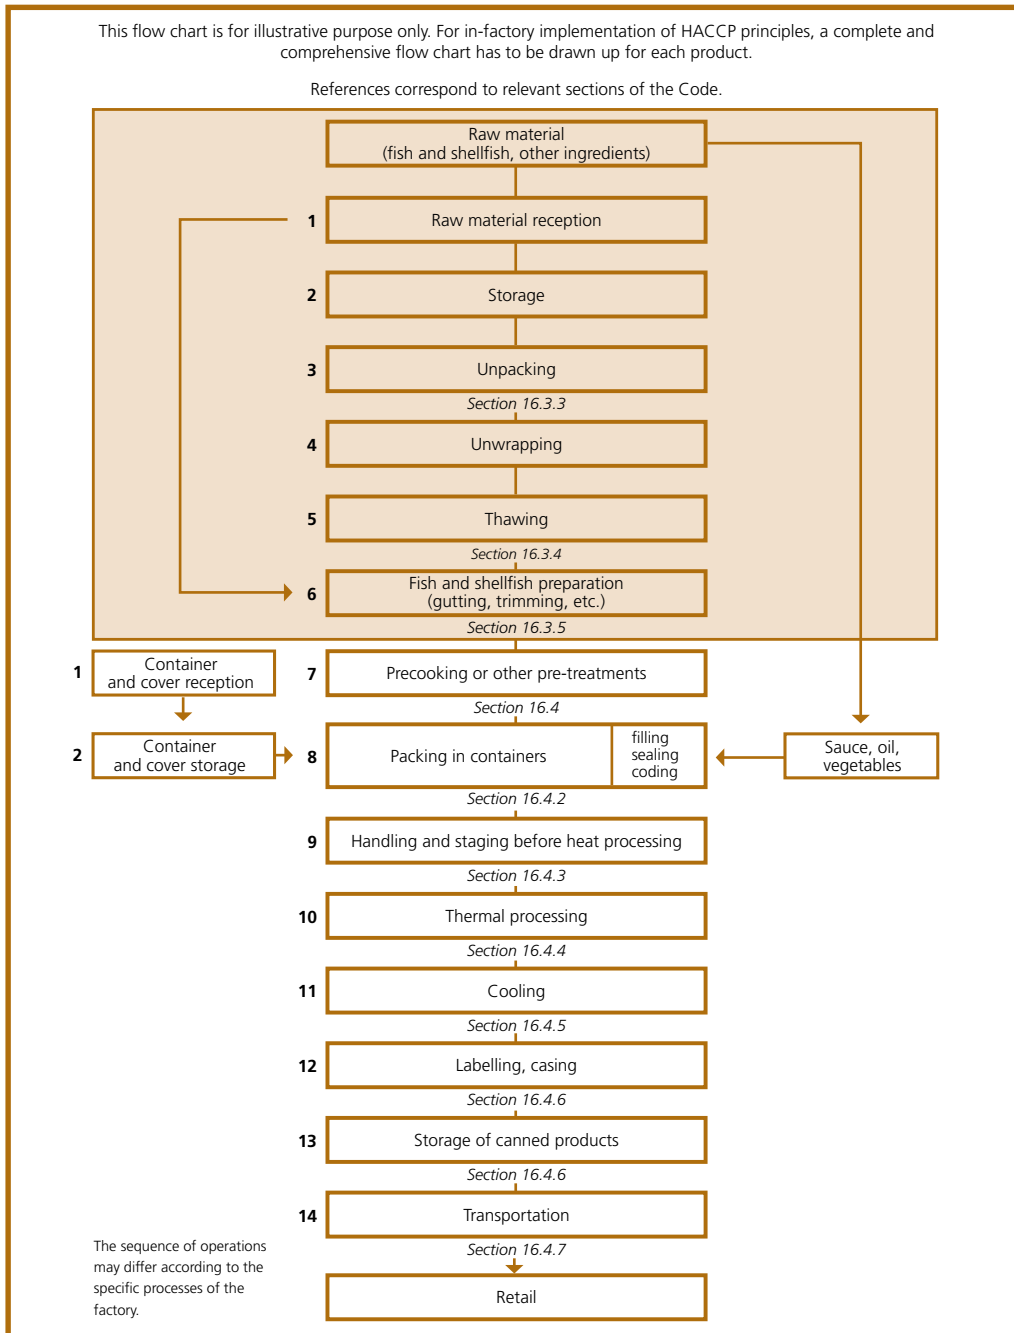 This flow chart is for illustrative purpose only. For in-factory implementation of HACCP principles, a complete and
comprehensive flow chart has to be drawn up for each product.
References correspond to relevant sections of the Code.
Raw material
(fish and shellfish, other ingredients)
1 Raw material reception
2 Storage
3 Unpacking
Section 16.3.3
4 Unwrapping
5 Thawing
Section 16.3.4
6 Fish and shellfish preparation
(gutting, trimming, etc.)
Section 16.3.5
1 Container
and cover reception
7 Precooking or other pre-treatments
Section 16.4
2 Container
and cover storage
8 Packing in containers
filling
sealing
coding
Sauce, oil,
vegetables
Section 16.4.2
9 Handling and staging before heat processing
Section 16.4.3
10 Thermal processing
Section 16.4.4
11 Cooling
Section 16.4.5
12 Labelling, casing
Section 16.4.6
13 Storage of canned products
Section 16.4.6
14 Transportation
Section 16.4.7
Retail
The sequence of operations
may differ according to the
specific processes of the
factory.